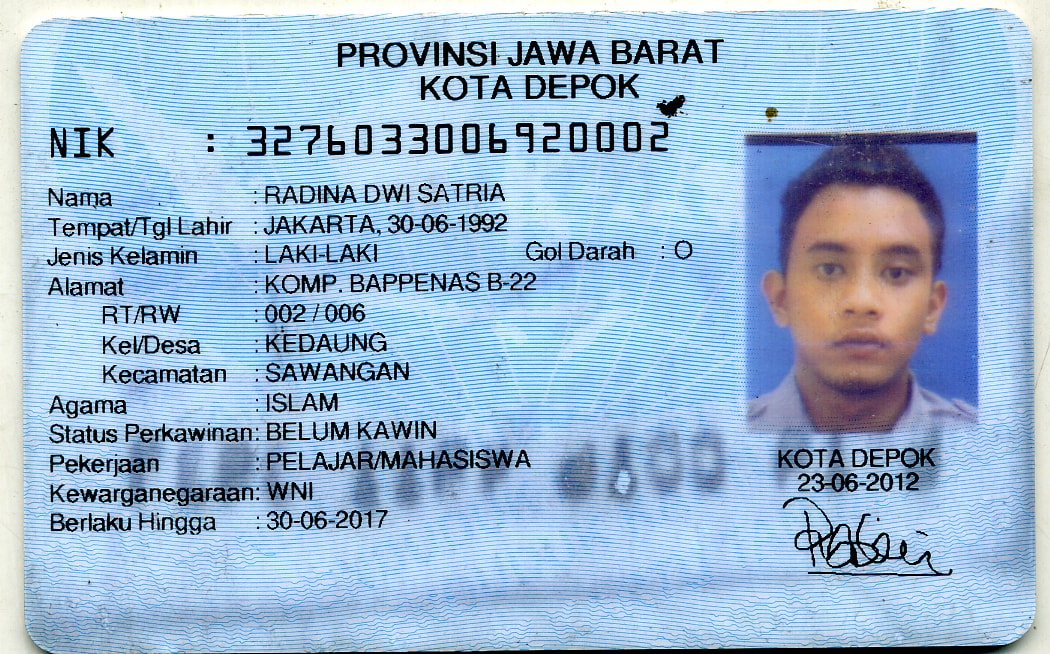 PROVINSI JAWA BARAT
KOTA DEPOK
NIK : 3276033006920002
Nama : RADINA DWI SATRIA
Tempat/Tgl Lahir : JAKARTA, 30-06-1992
Jenis Kelamin : LAKI-LAKI Gol Darah : O
Alamat : KOMP. BAPPENAS B-22
RT/RW : 002 / 006
Kel/Desa : KEDAUNG
Kecamatan : SAWANGAN
Agama : ISLAM
Status Perkawinan: BELUM KAWIN
Pekerjaan : PELAJAR/MAHASISWA
Kewarganegaraan: WNI
Berlaku Hingga : 30-06-2017
KOTA DEPOK
23-06-2012